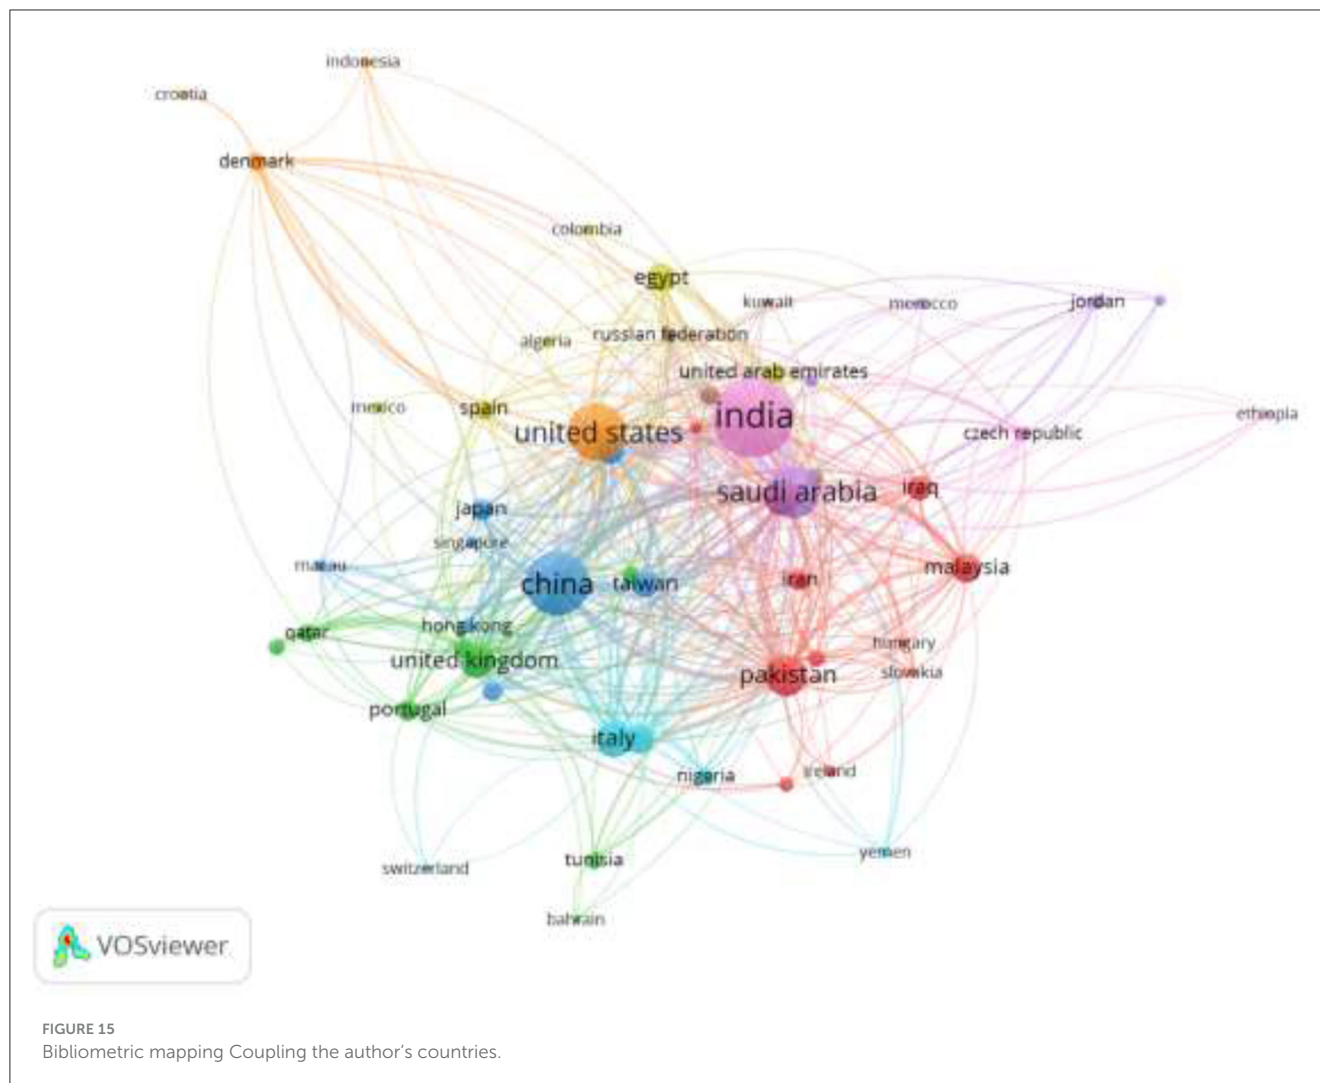 indonesia
croatia
denmark
colombia
egypt
kuwait
morocco
jordan
russian federation
algeria
united arab emirates
mexico
spain
india
ethiopia
united states
czech republic
saudi arabia
iraq
japan
singapore
macau
malaysia
china
taiwan
iran
hong kong
qatar
hungary
united kingdom
pakistan
slovakia
portugal
italy
nigeria
ireland
yemen
tunisia
switzerland
bahrain
VOSviewer
FIGURE 15
Bibliometric mapping Coupling the author's countries.